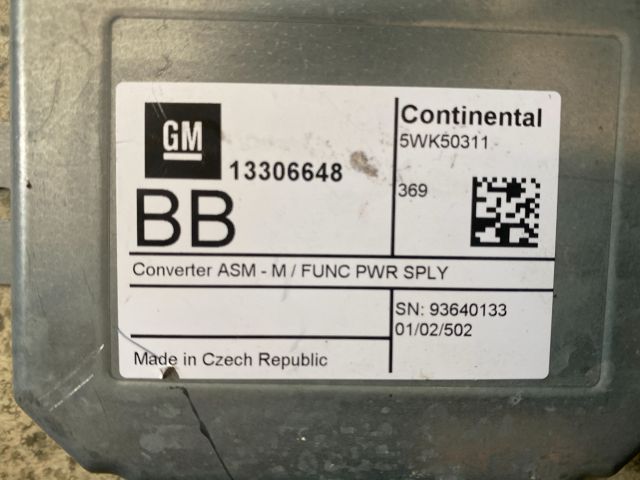 GM
13306648
BB
Continental
5WK50311
369
Converter ASM - M / FUNC PWR SPLY
SN: 93640133
01/02/502
Made in Czech Republic